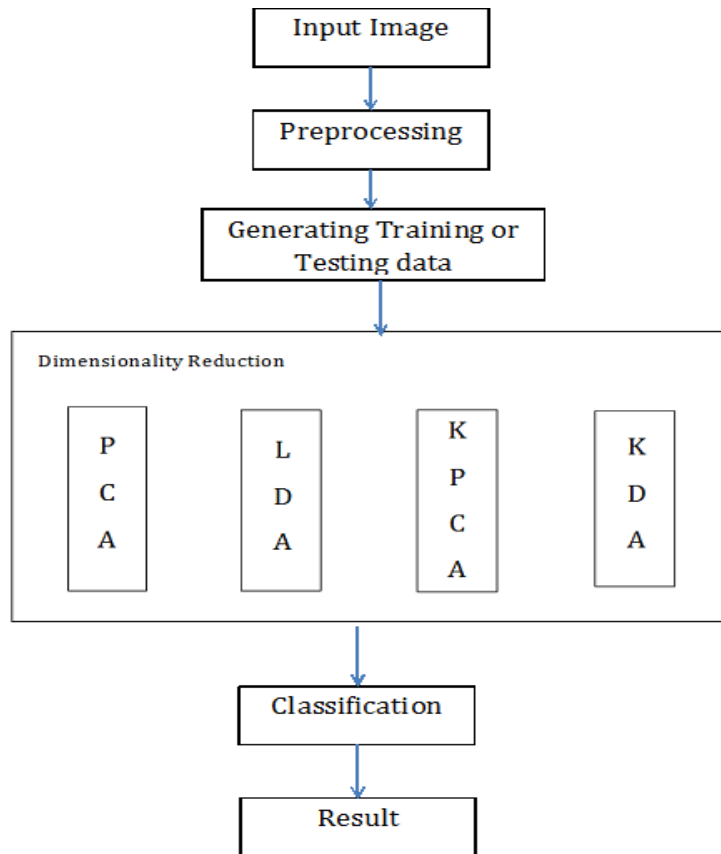 Input Image
Preprocessing
Generating Training or
Testing data
Dimensionality Reduction
P
C
A
L
D
A
K
P
C
A
K
D
A
Classification
Result